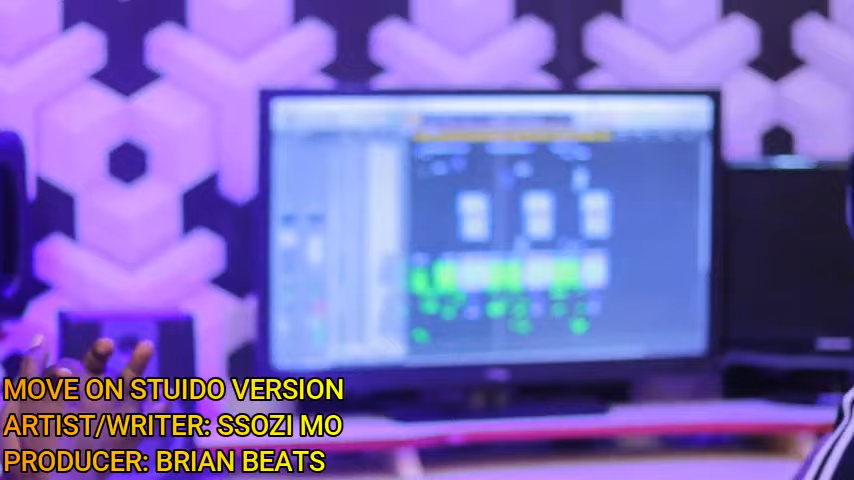 MOVE ON STUIDO VERSION
ARTIST/WRITER: SSOZI MO
PRODUCER: BRIAN BEATS